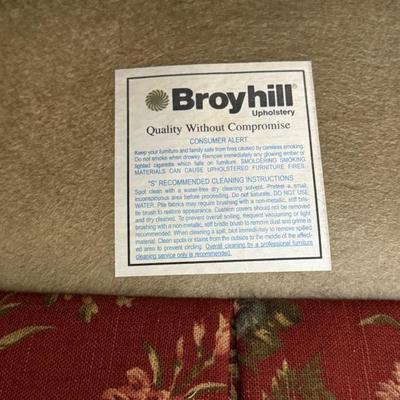 Broyhill®
Upholstery
Quality Without Compromise
CONSUMER ALERT
Keep your furniture and family safe from fires caused by careless smoking.
Do not smoke when drowsy. Remove immediately any glowing ember or
lighted cigarette which falls on furniture. SMOLDERING SMOKING
MATERIALS CAN CAUSE UPHOLSTERED FURNITURE FIRES.
"S" RECOMMENDED CLEANING INSTRUCTIONS
Spot clean with a water-free dry cleaning solvent. Pretest a small,
inconspicuous area before proceeding. Do not saturate. DO NOT USE
WATER. Pile fabrics may require brushing with a non-metallic, stiff bris-
tle brush to restore appearance. Cushion covers should not be removed
and dry cleaned. To prevent overall soiling, frequent vacuuming or light
brushing with a non-metallic, stiff bristle brush to remove dust and grime is
recommended. When cleaning a spill, blot immediately to remove spilled
material. Clean spots or stains from the outside to the middle of the affect-
ed area to prevent circling. Overall cleaning by a professional furniture
cleaning service only is recommended.